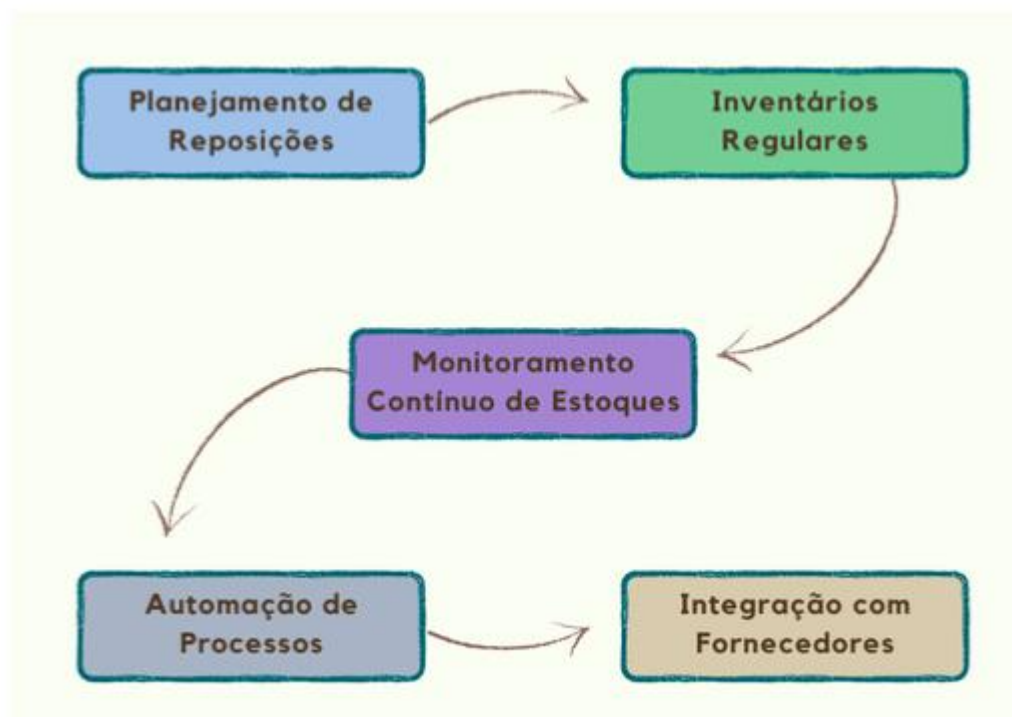 Planejamento de
Reposições
Inventários
Regulares
Monitoramento
Contínuo de Estoques
Automação de
Processos
Integração com
Fornecedores